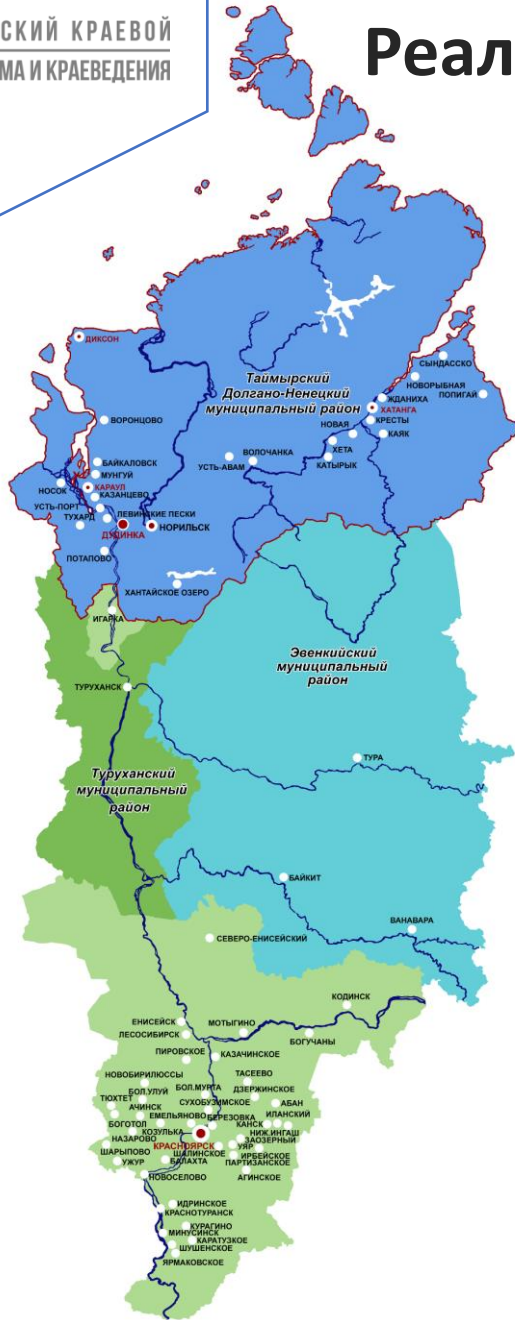 СКИЙ КРАЕВОЙ
МА И КРАЕВЕДЕНИЯ
Реал
ДИКСОН
СЫНДАССКО
НОВОРЫБНАЯ
ПОПИГАЙ
Таймырский
Долгано-Ненецкий
муниципальный район
ЖДАНИХА
ХАТАНГА
КРЕСТЫ
НОВАЯ
КАЯК
ВОРОНЦОВО
ХЕТА
КАТЫРЫК
ВОЛОЧАНКА
УСТЬ-АВАМ
БАЙКАЛОВСК
МУНГУЙ
НОСОК
КАРАУЛ
КАЗАНЦЕВО
УСТЬ-ПОРТ
ТУХАРД
ЛЕВИНСКИЕ ПЕСКИ
ДУДИНКА
НОРИЛЬСК
ПОТАПОВО
ХАНТАЙСКОЕ ОЗЕРО
ИГАРКА
Эвенкийский
муниципальный
район
ТУРУХАНСК
ТУРА
Туруханский
муниципальный
район
БАЙКИТ
ВАНАВАРА
СЕВЕРО-ЕНИСЕЙСКИЙ
КОДИНСК
ЕНИСЕЙСК
ЛЕСОСИБИРСК
МОТЫГИНО
БОГУЧАНЫ
ПИРОВСКОЕ
КАЗАЧИНСКОЕ
НОВОБИРИЛЮССЫ
ТАСЕЕВО
БОЛ.УЛУЙ
БОЛ.МУРТА
ДЗЕРЖИНСКОЕ
ТЮХТЕТ
СУХОБУЗИМСКОЕ
АБАН
АЧИНСК
ЕМЕЛЬЯНОВО
БЕРЕЗОВКА
ИЛАНСКИЙ
БОГОТОЛ
КОЗУЛЬКА
КАНСК
НИЖ.ИНГАШ
НАЗАРОВО
КРАСНОЯРСК
УЯР
ЗАОЗЕРНЫЙ
ШАРЫПОВО
ШАЛИНСКОЕ
ИРБЕЙСКОЕ
УЖУР
БАЛАХТА
ПАРТИЗАНСКОЕ
НОВОСЕЛОВО
АГИНСКОЕ
ИДРИНСКОЕ
КРАСНОТУРАНСК
КУРАГИНО
МИНУСИНСК
КАРАТУЗКОЕ
ШУШЕНСКОЕ
ЯРМАКОВСКОЕ